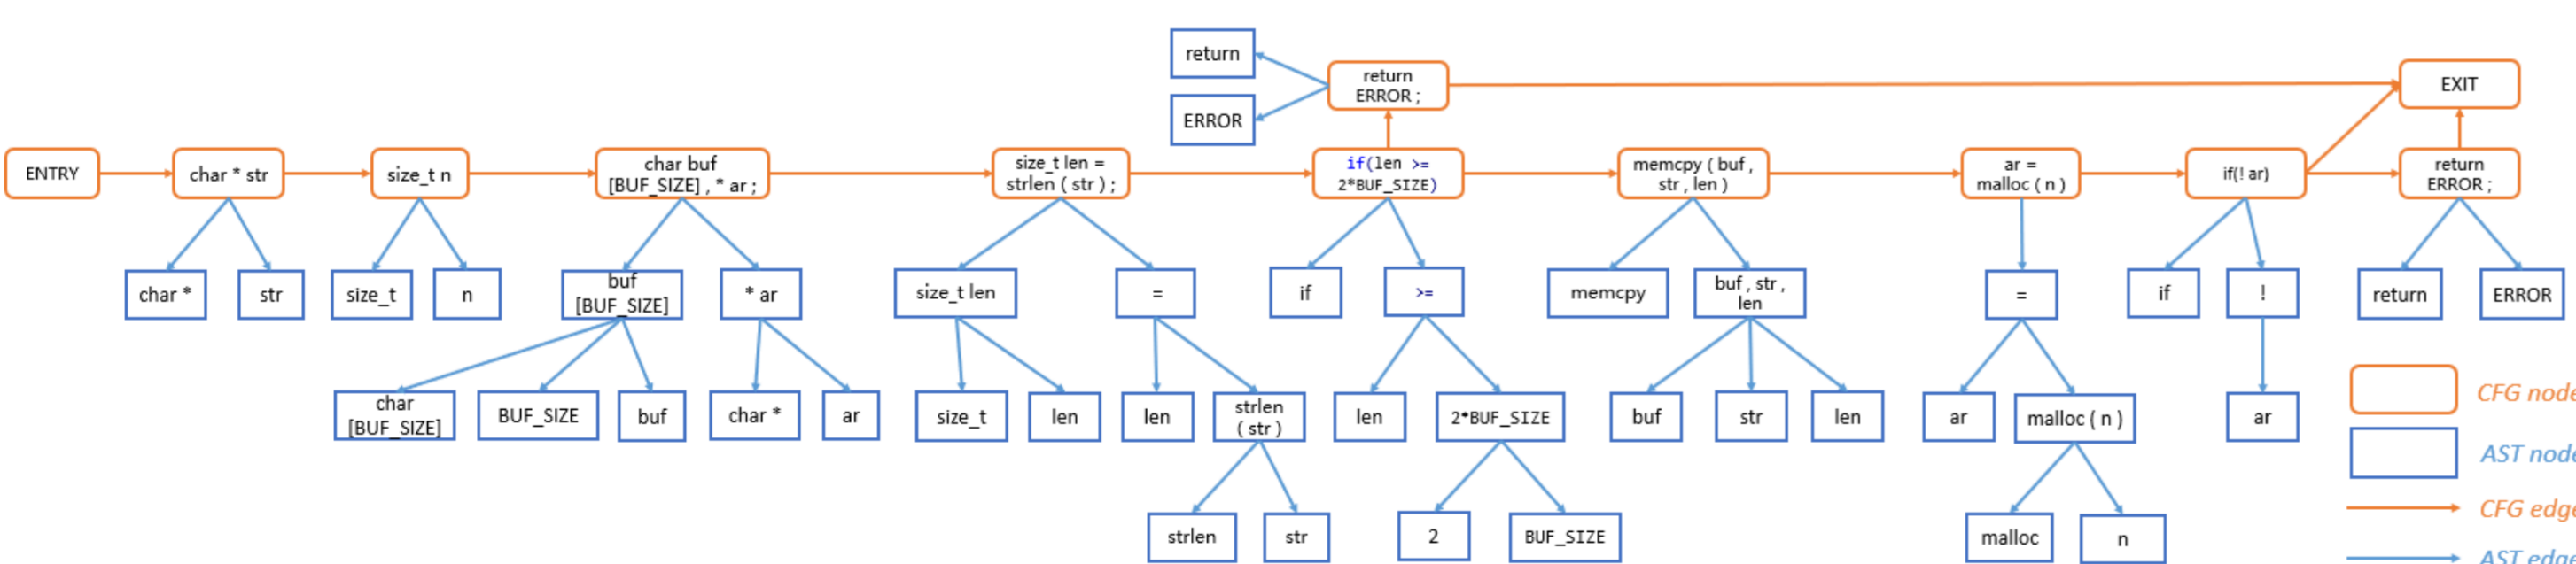 return
ERROR
return
ERROR ;
EXIT
ENTRY
char * str
size_t n
char buf
[BUF_SIZE] , * ar ;
size_t len =
strlen ( str ) ;
if(len >=
2*BUF_SIZE)
memcpy ( buf ,
str , len )
ar =
malloc ( n )
if(! ar)
return
ERROR ;
char *
str
size_t
n
buf
[BUF_SIZE]
* ar
size_t len
=
if
>=
memcpy
buf , str ,
len
=
if
!
return
ERROR
char
[BUF_SIZE]
BUF_SIZE
buf
char *
ar
size_t
len
len
strlen
( str )
len
2*BUF_SIZE
buf
str
len
ar
malloc ( n )
ar
strlen
str
2
BUF_SIZE
malloc
n
CFG node
AST node
CFG edge
AST edge